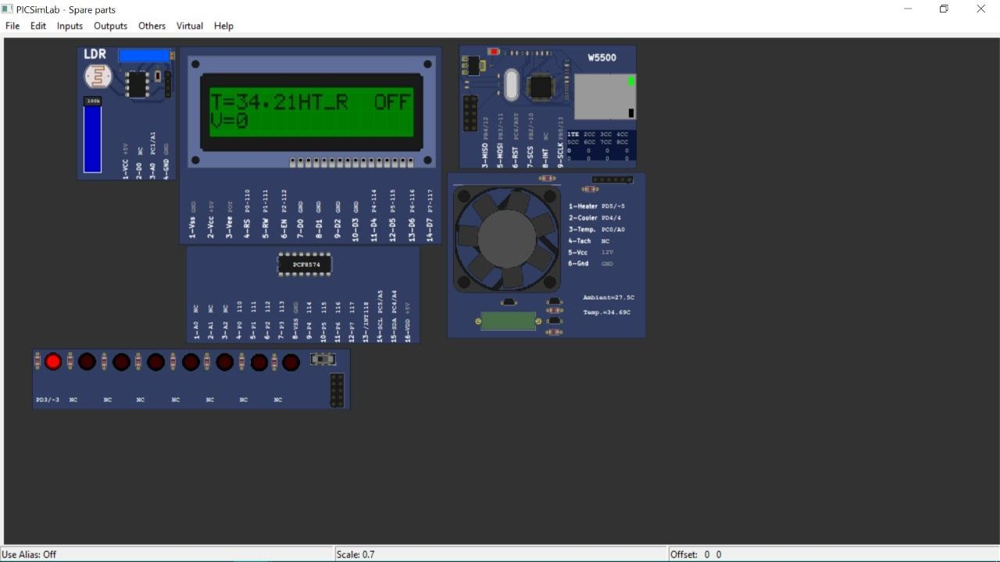 PICSimLab - Spare parts
File Edit Inputs Outputs Others Virtual Help
LDR
100k
1-VCC +5V
2-DO NC
3-AO PC1/A1
4-GND GND
T=34.21HT_R OFF
V=0
1-Vss GND
2-Vcc +5V
3-Vee POT
4-RS P0-110
5-RW P1-111
6-EN P2-112
7-D0 GND
8-D1 GND
9-D2 GND
10-D3 GND
11-D4 P4-114
12-D5 P5-115
13-D6 P6-116
14-D7 P7-117
W5500
3-MISO PB4/12
5-MOSI PB3/~11
6-RST PC6/RST
7-SCS PB2/~10
8-INT NC
9-SCLK PB5/13
1TE 2CC 3CC 4CC
5CC 6CC 7CC 8CC
0 0 0
0 0 0
1-Heater PD5/~5
2-Cooler PD4/4
3-Temp. PC0/A0
4-Tach NC
5-Vcc 12V
6-Gnd GND
Ambient=27.5C
Temp.=34.69C
PCF8574
1-A0 NC
2-A1 NC
3-A2 NC
4-P0 110
5-P1 111
6-P2 112
7-P3 113
8-VSS GND
9-P4 114
10-P5 115
11-P6 116
12-P7 117
13-/INT118
14-SCL PC5/A5
15-SDA PC4/A4
16-VDD +5V
PD3/~3 NC NC NC NC NC NC NC
Use Alias: Off Scale: 0.7 Offset: 0 0